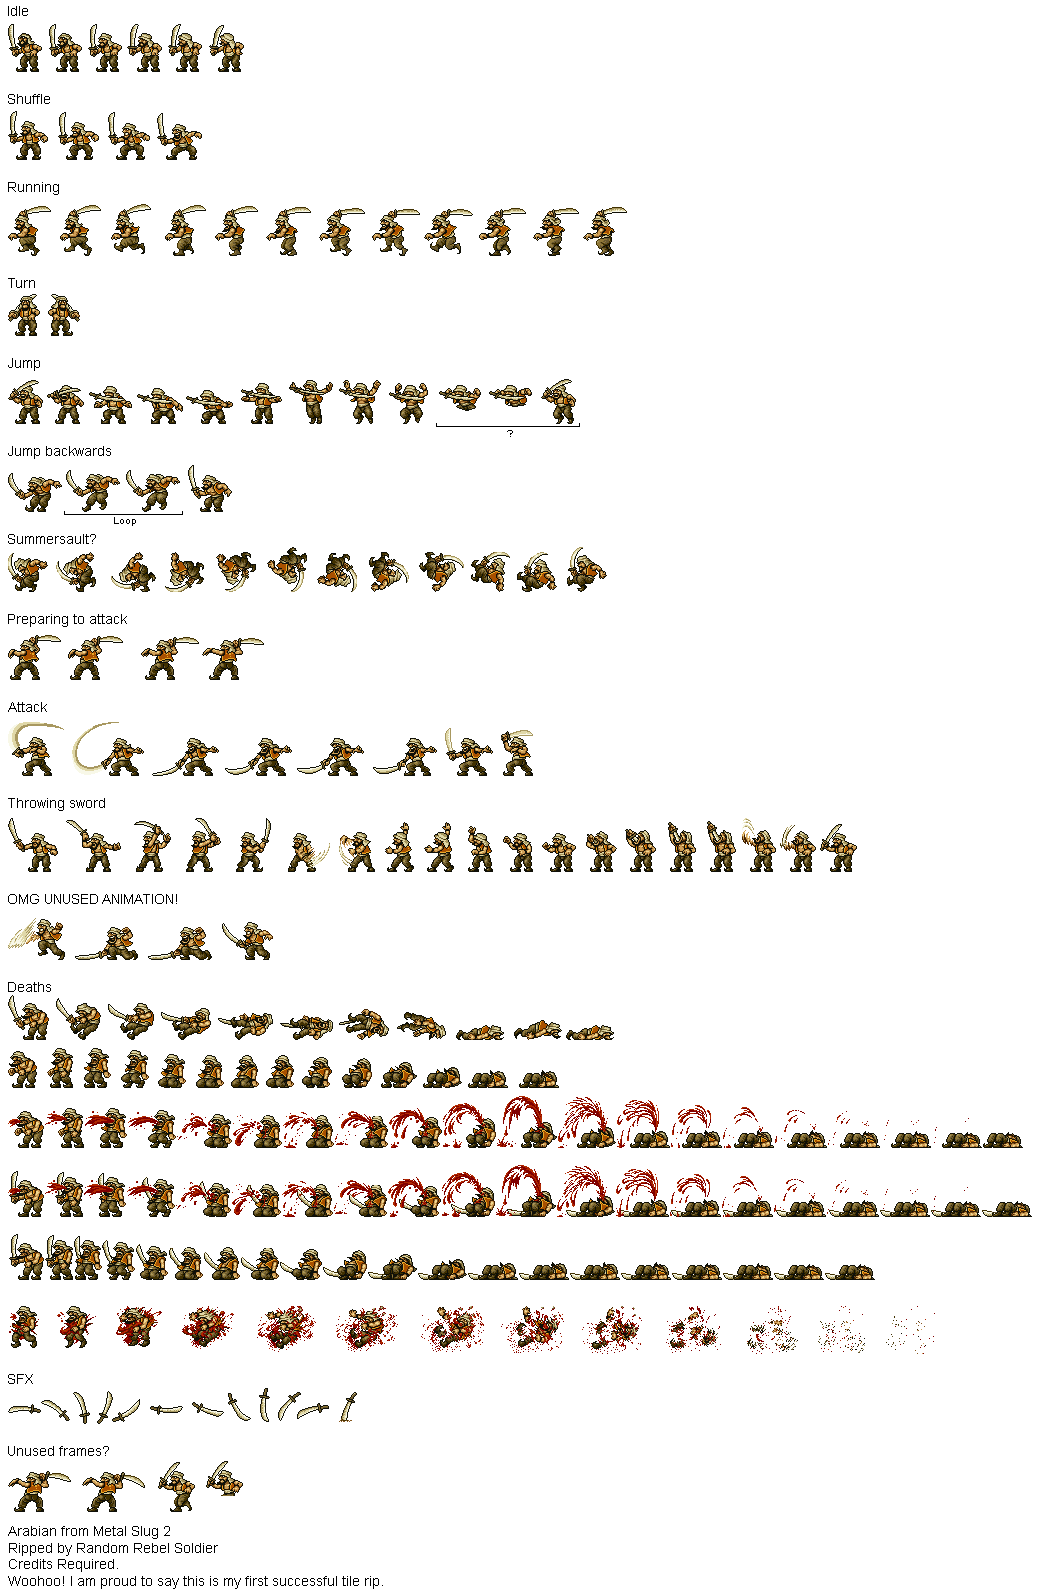 Idle
Shuffle
Running
Turn
Jump
?
Jump backwards
Loop
Summersault?
Preparing to attack
Attack
Throwing sword
OMG UNUSED ANIMATION!
Deaths
SFX
Unused frames?
Arabian from Metal Slug 2
Ripped by Random Rebel Soldier
Credits Required.
Woohoo! I am proud to say this is my first successful tile rip.